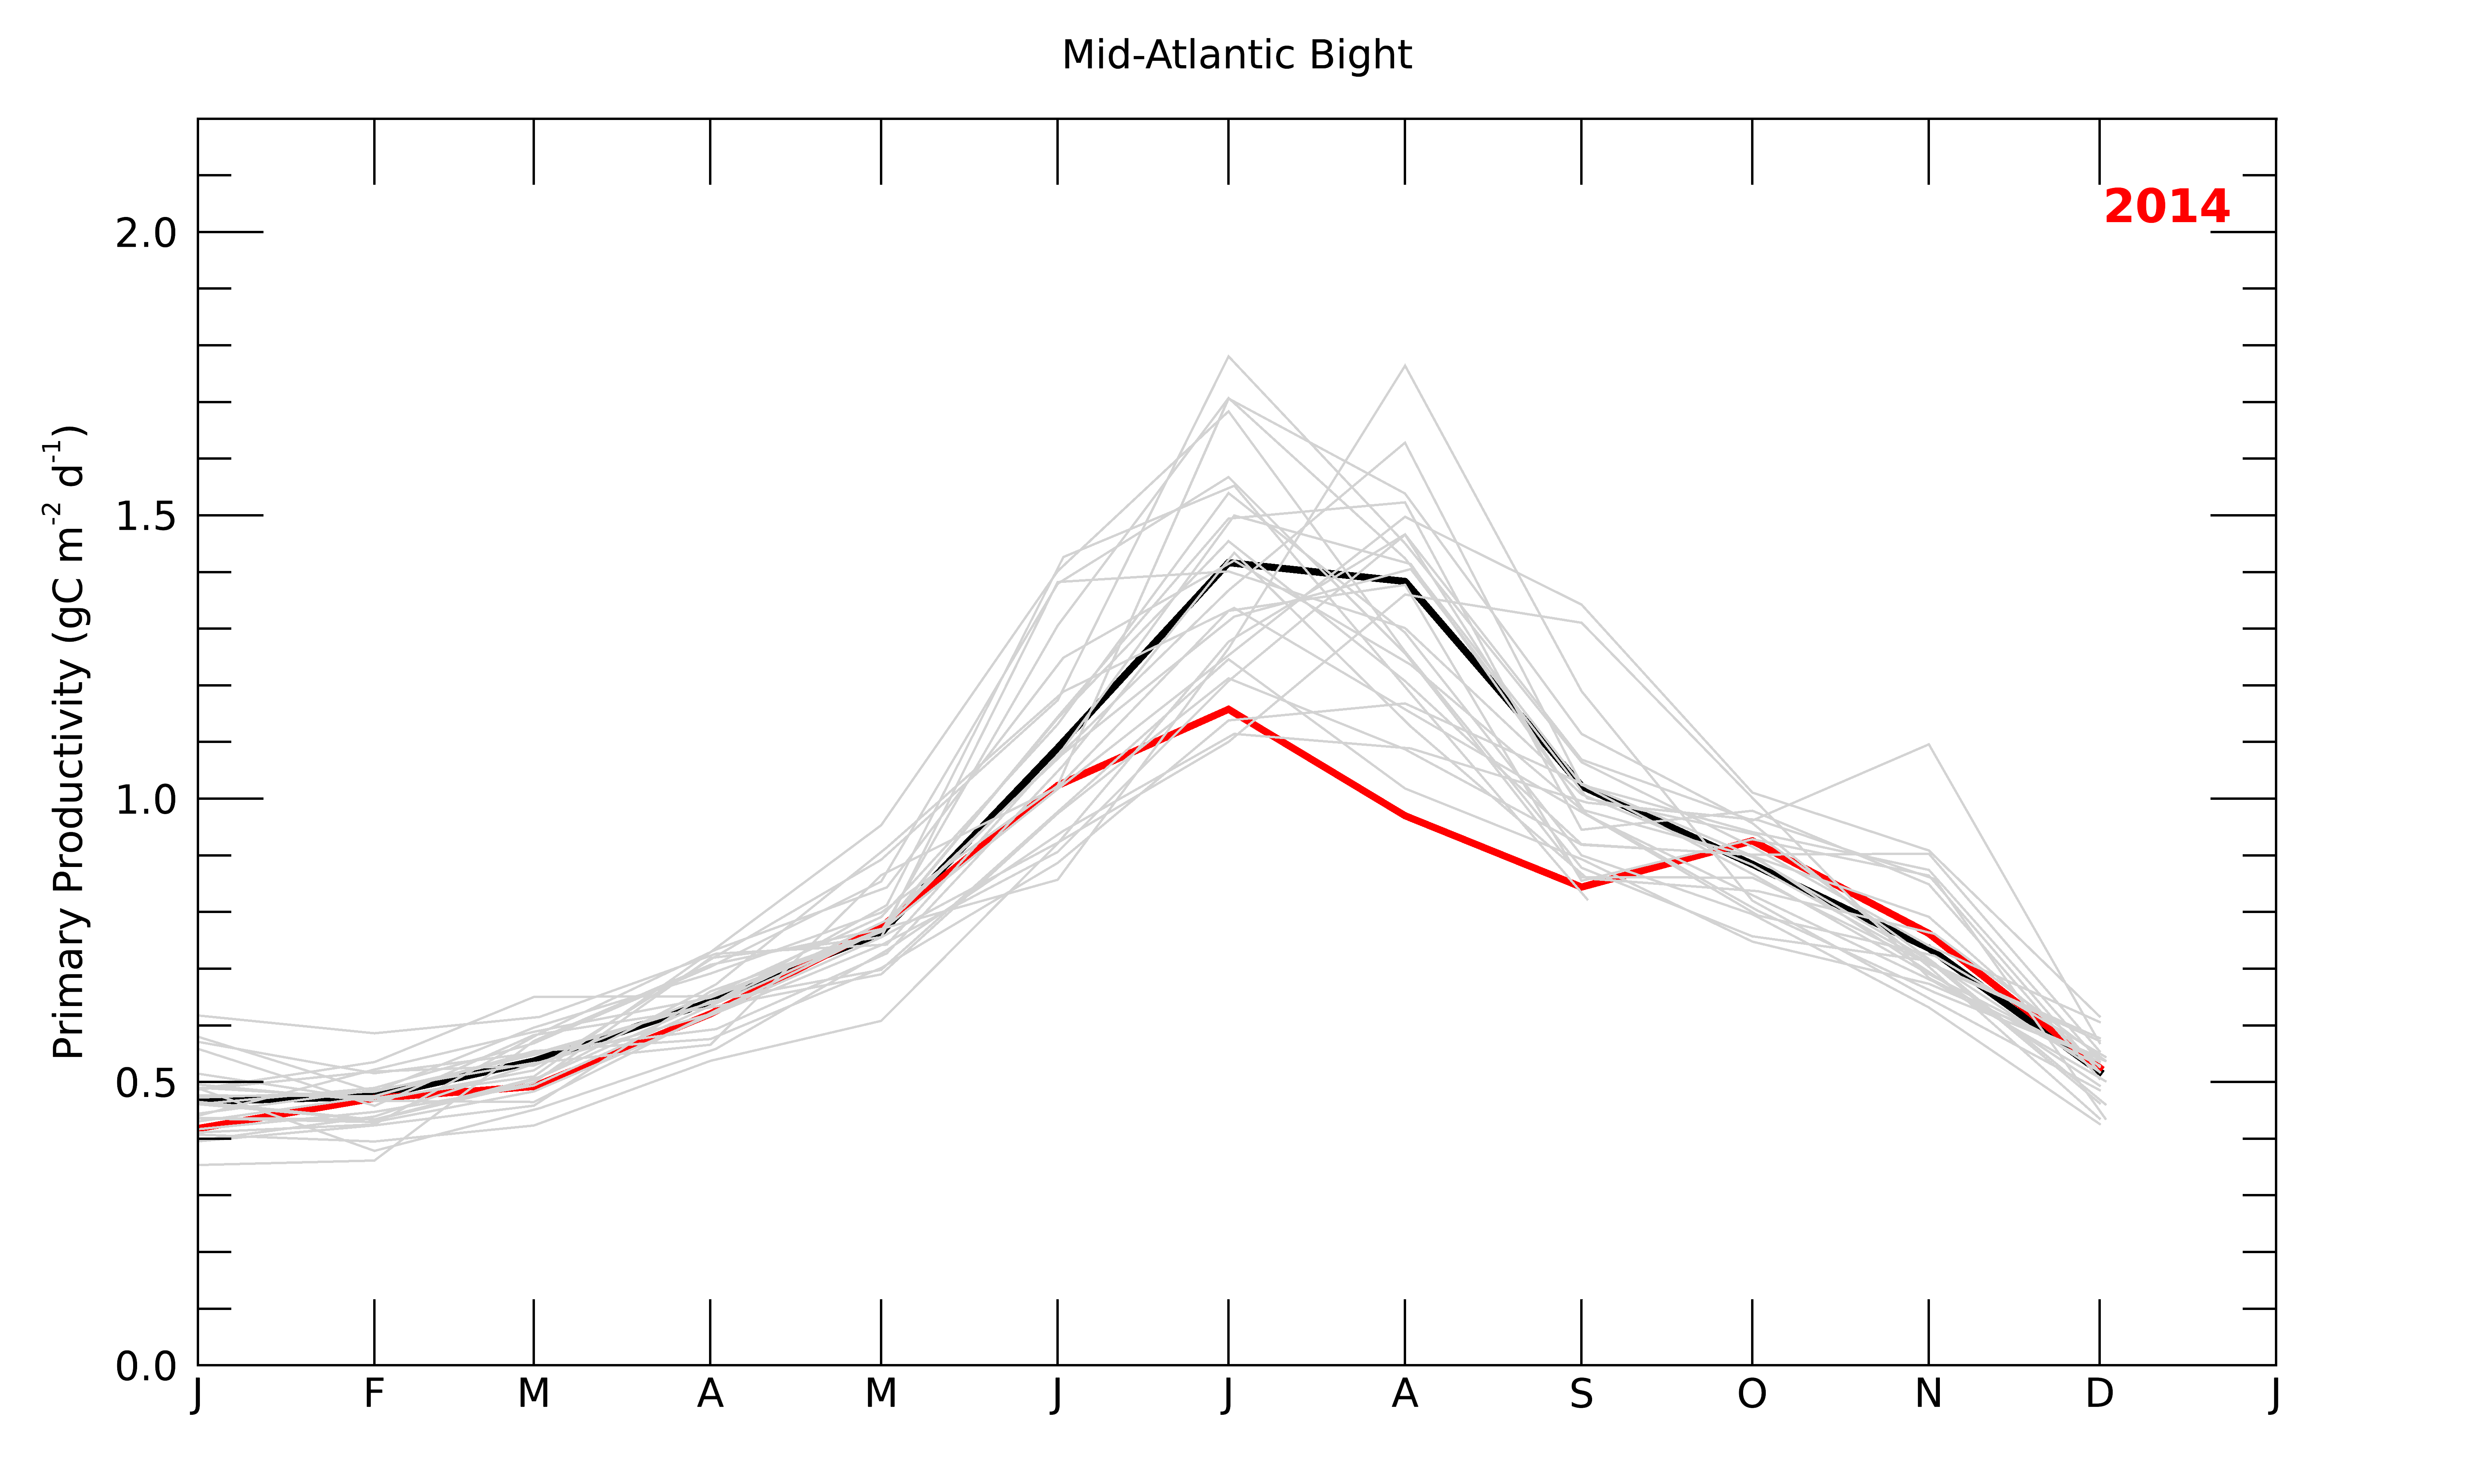 Mid-Atlantic Bight
2014
Primary Productivity (gC m⁻² d⁻¹)
2.0
1.5
1.0
0.5
0.0
J F M A M J J A S O N D J